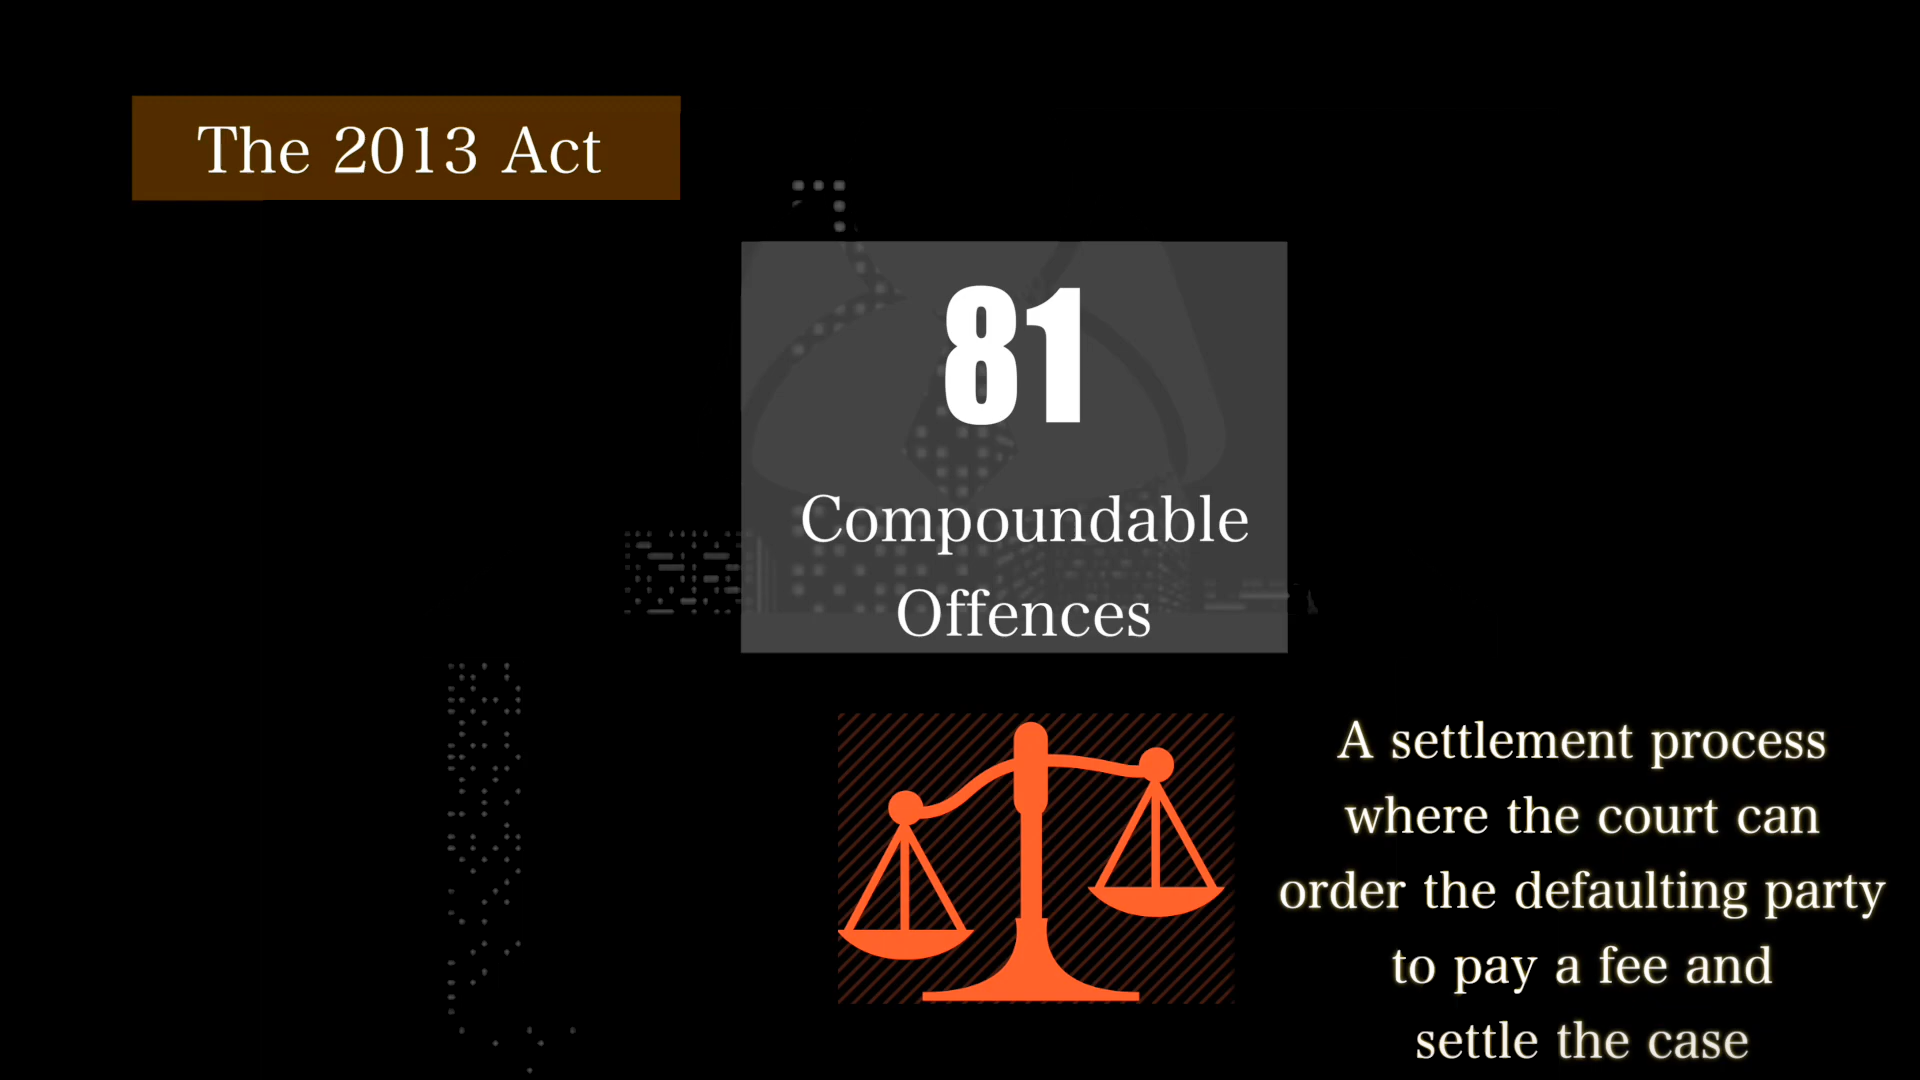 The 2013 Act
81
Compoundable
Offences
A settlement process
where the court can
order the defaulting party
to pay a fee and
settle the case